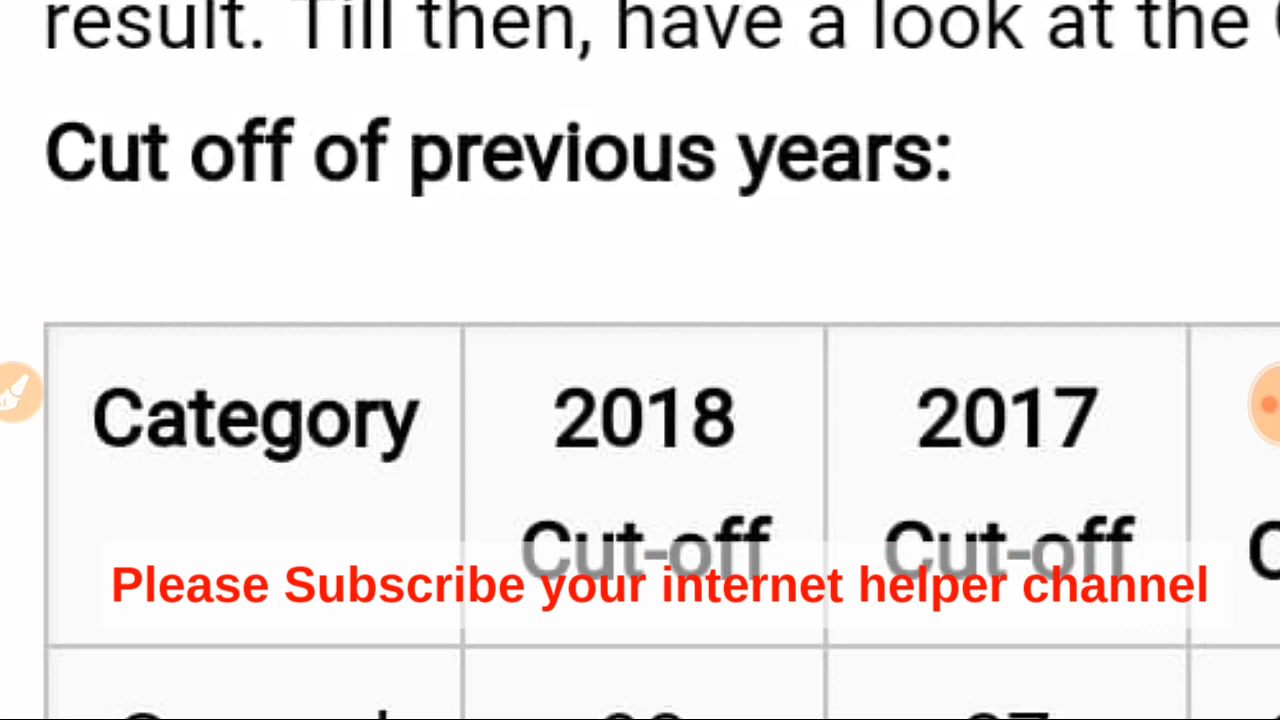 result. Till then, have a look at the
Cut off of previous years:
Category 2018 2017
Cut-off Cut-off
Please Subscribe your internet helper channel